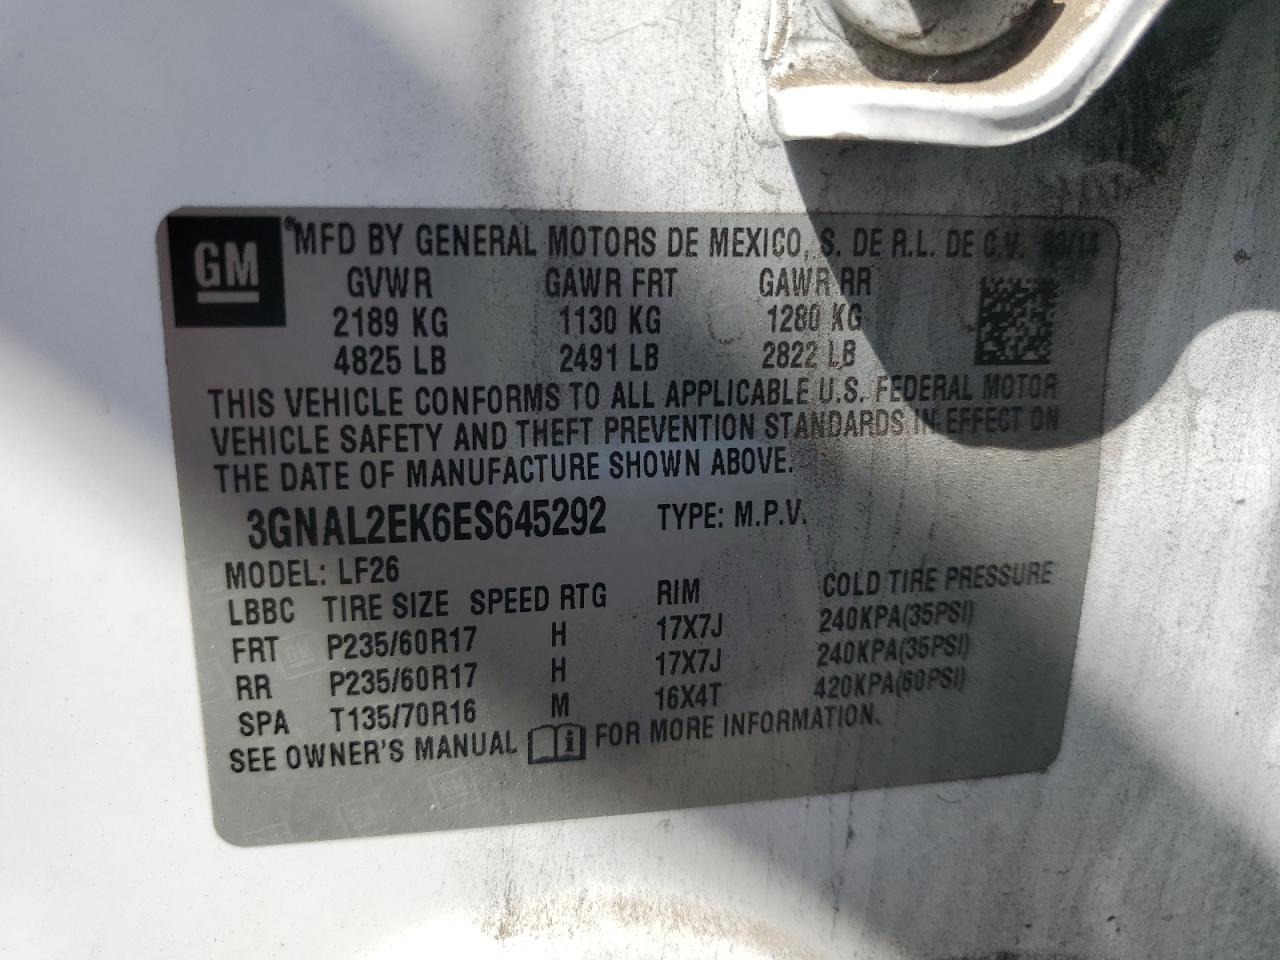 GM MFD BY GENERAL MOTORS DE MEXICO, S. DE R.L. DE C.V.
GVWR GAWR FRT GAWR RR
2189 KG 1130 KG 1280 KG
4825 LB 2491 LB 2822 LB
THIS VEHICLE CONFORMS TO ALL APPLICABLE U.S. FEDERAL MOTOR
VEHICLE SAFETY AND THEFT PREVENTION STANDARDS IN EFFECT ON
THE DATE OF MANUFACTURE SHOWN ABOVE.
3GNAL2EK6ES645292 TYPE: M.P.V.
MODEL: LF26
LBBC TIRE SIZE SPEED RTG RIM COLD TIRE PRESSURE
FRT P235/60R17 H 17X7J 240KPA(35PSI)
RR P235/60R17 H 17X7J 240KPA(35PSI)
SPA T135/70R16 M 16X4T 420KPA(60PSI)
SEE OWNER'S MANUAL FOR MORE INFORMATION.